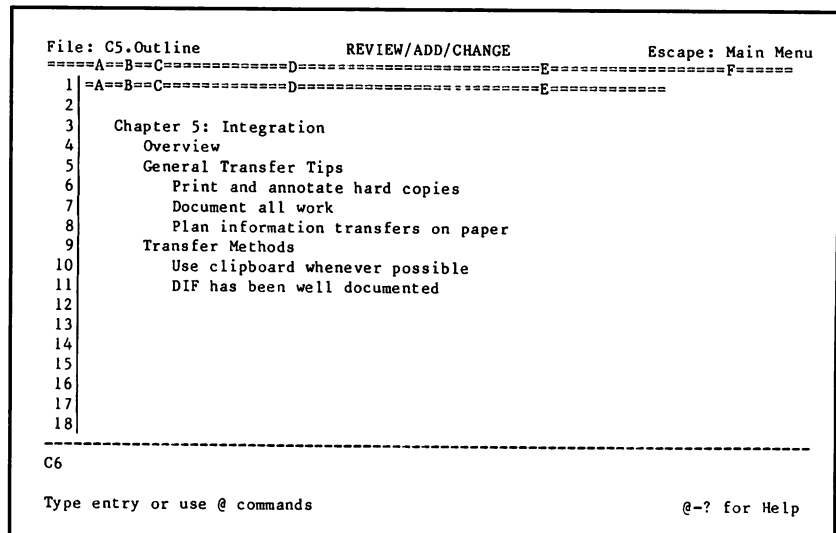 File: C5.Outline                REVIEW/ADD/CHANGE               Escape: Main Menu
=====A==B==C=============D=========================E===================F======
1|=A==B==C=============D=========================E============
2|
3|   Chapter 5: Integration
4|      Overview
5|      General Transfer Tips
6|         Print and annotate hard copies
7|         Document all work
8|         Plan information transfers on paper
9|      Transfer Methods
10|         Use clipboard whenever possible
11|         DIF has been well documented
12|
13|
14|
15|
16|
17|
18|
--------------------------------------------------------------------------------
C6
Type entry or use @ commands                                        @-? for Help